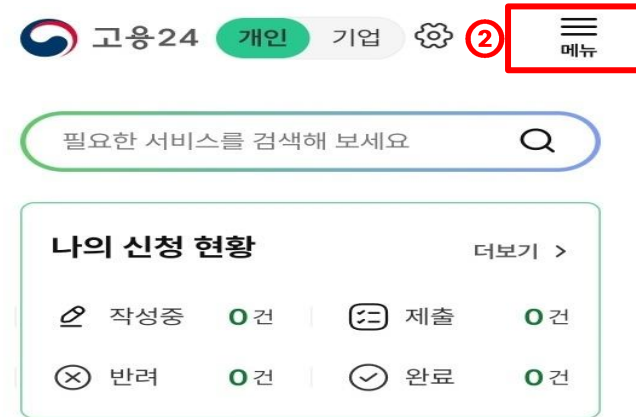 고용24 개인 기업 ② 메뉴
필요한 서비스를 검색해 보세요
나의 신청 현황 더보기 >
작성중 0건 제출 0건
반려 0건 완료 0건